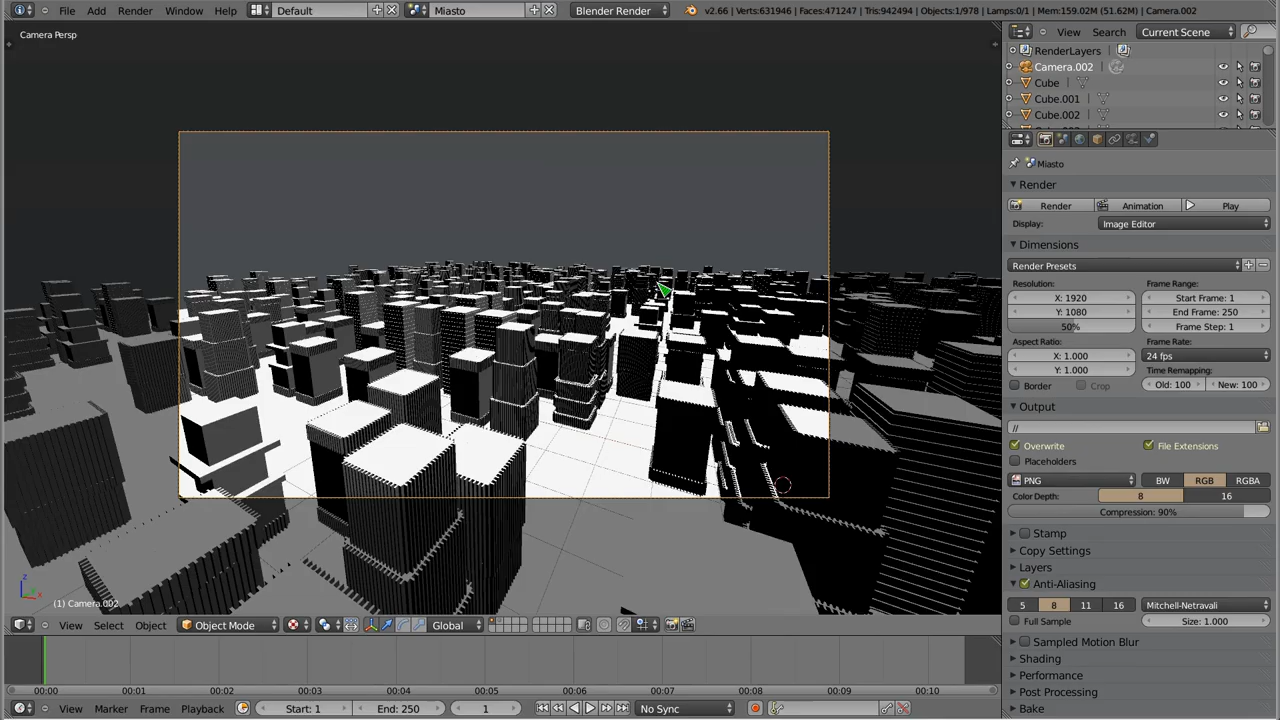 File Add Render Window Help Default Miasto Blender Render v2.66 | Verts:631946 | Faces:471247 | Tris:942494 | Objects:1/978 | Lamps:0/1 | Mem:159.02M (51.62M) | Camera.002
Camera Persp
View Search Current Scene
RenderLayers
Camera.002
Cube
Cube.001
Cube.002
Miasto
Render
Render Animation Play
Display: Image Editor
Dimensions
Render Presets
Resolution: Frame Range:
X: 1920 Start Frame: 1
Y: 1080 End Frame: 250
50% Frame Step: 1
Aspect Ratio: Frame Rate:
X: 1.000 24 fps
Y: 1.000 Time Remapping:
Border Crop Old: 100 New: 100
Output
//
Overwrite File Extensions
Placeholders
PNG BW RGB RGBA
Color Depth: 8 16
Compression: 90%
Stamp
Copy Settings
Layers
Anti-Aliasing
5 8 11 16 Mitchell-Netravali
Full Sample Size: 1.000
Sampled Motion Blur
Shading
Performance
Post Processing
Bake
z
x
(1) Camera.002
View Select Object Object Mode Global
00:00 00:01 00:02 00:03 00:04 00:05 00:06 00:07 00:08 00:09 00:10
View Marker Frame Playback Start: 1 End: 250 1 No Sync